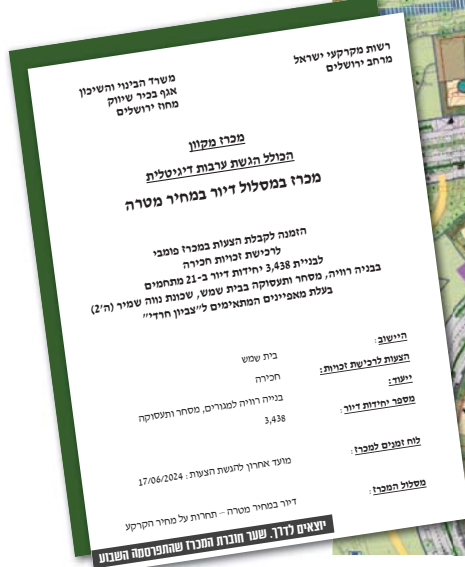 רשות מקרקעי ישראל
מרחב ירושלים
משרד הבינוי והשיכון
אגף בכיר שיווק
מחוז ירושלים
מכרז מקוון
הכולל הגשת ערבות דיגיטלית
מכרז במסלול דיור במחיר מטרה
הזמנה לקבלת הצעות במכרז פומבי
לרכישת זכויות חכירה
לבניית 3,438 יחידות דיור ב-21 מתחמים
בבניה רוויה, מסחר ותעסוקה בבית שמש, שכונת נווה שמיר (ה'2)
בעלת מאפיינים המתאימים ל"צביון חרדי"
היישוב: בית שמש
הצעות לרכישת זכויות: חכירה
ייעוד: בנייה רוויה למגורים, מסחר ותעסוקה
מספר יחידות דיור: 3,438
לוח זמנים למכרז: מועד אחרון להגשת הצעות: 17/06/2024
מסלול המכרז: דיור במחיר מטרה – תחרות על מחיר הקרקע
יוצאים לדרך. שער חוברת המכרז שהתפרסמה השבוע